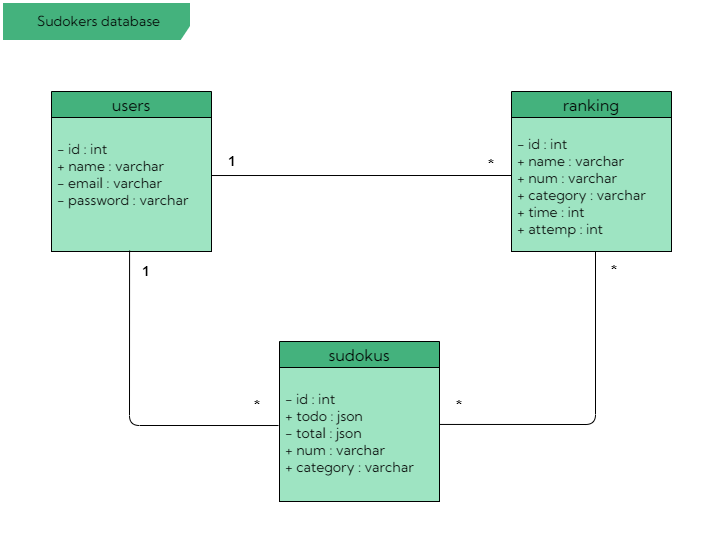 Sudokers database
users
- id : int
+ name : varchar
- email : varchar
- password : varchar
1
*
ranking
- id : int
+ name : varchar
+ num : varchar
+ category : varchar
+ time : int
+ attemp : int
1
*
sudokus
- id : int
+ todo : json
- total : json
+ num : varchar
+ category : varchar
*
*